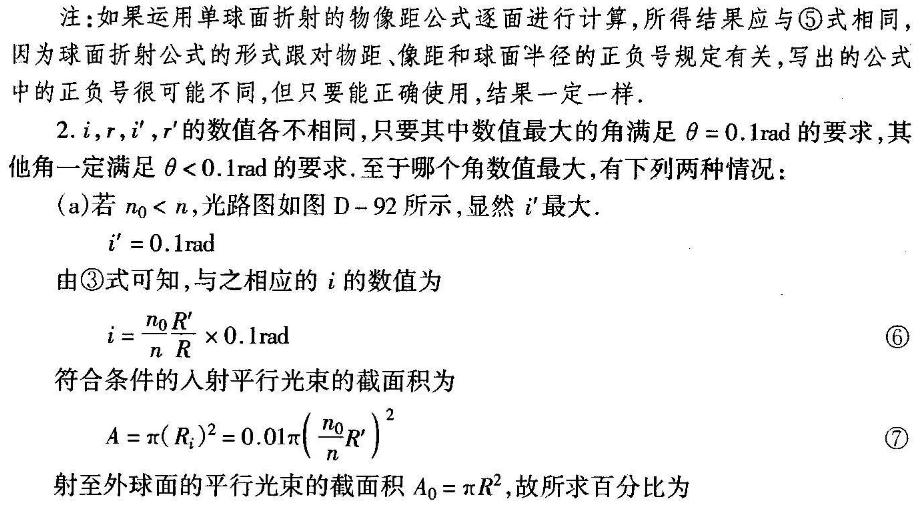 注:如果运用单球面折射的物像距公式逐面进行计算,所得结果应与⑤式相同,
因为球面折射公式的形式跟对物距、像距和球面半径的正负号规定有关,写出的公式
中的正负号很可能不同,但只要能正确使用,结果一定一样.
2. i, r, i′, r′的数值各不相同,只要其中数值最大的角满足 θ = 0.1rad 的要求,其
他角一定满足 θ < 0.1rad 的要求.至于哪个角数值最大,有下列两种情况:
(a)若 n₀ < n,光路图如图 D-92 所示,显然 i′最大.
i′ = 0.1rad
由③式可知,与之相应的 i 的数值为
i = \frac{n₀}{n} \frac{R′}{R} × 0.1rad ⑥
符合条件的入射平行光束的截面积为
A = π(Rᵢ)² = 0.01π(\frac{n₀}{n}R′)² ⑦
射至外球面的平行光束的截面积 A₀ = πR²,故所求百分比为